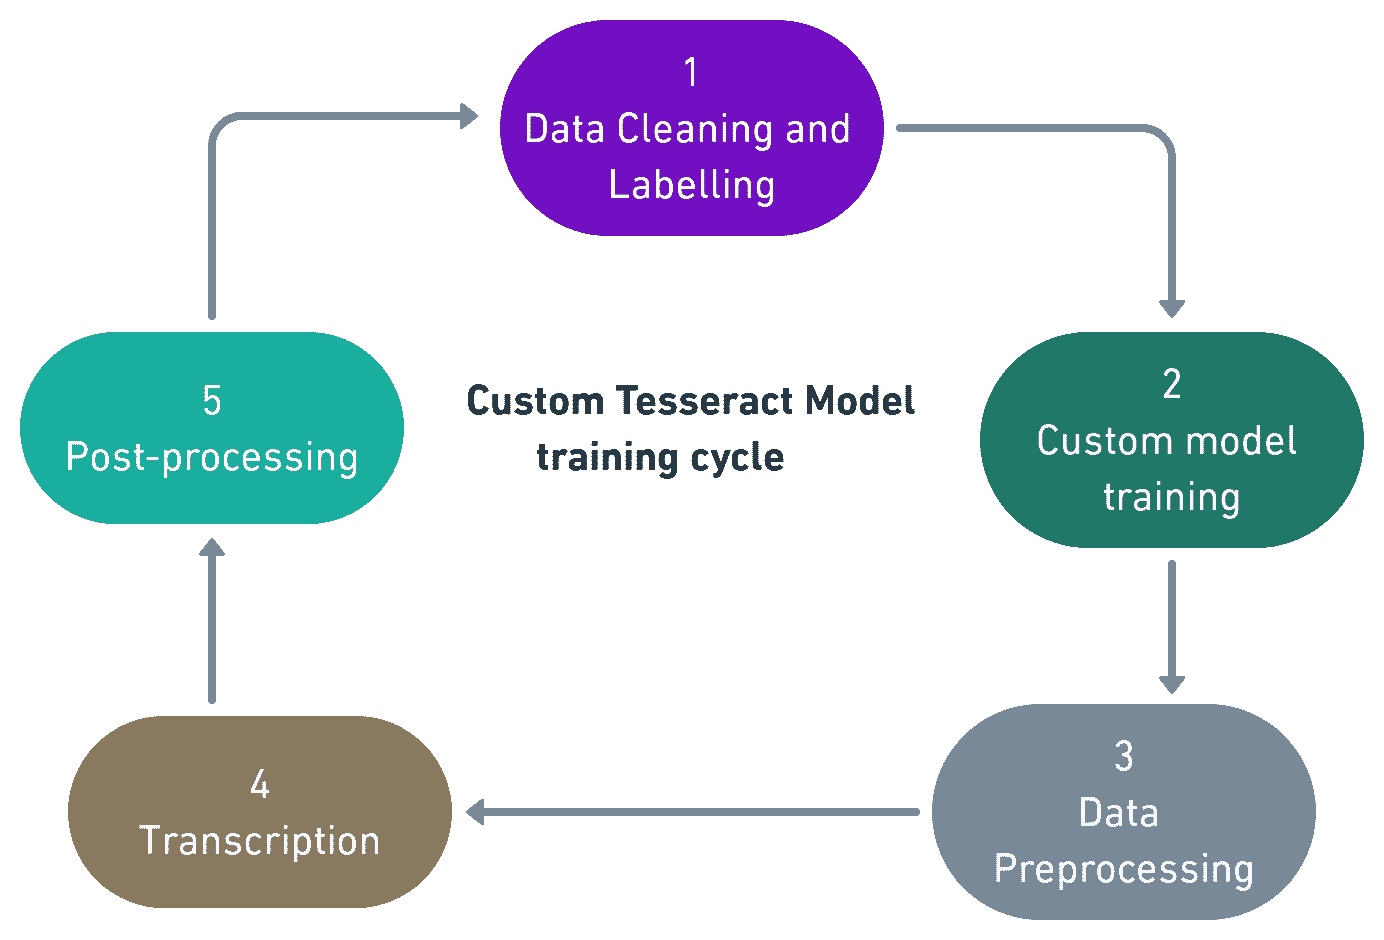 1
Data Cleaning and
Labelling
2
Custom model
training
3
Data
Preprocessing
4
Transcription
5
Post-processing
Custom Tesseract Model
training cycle